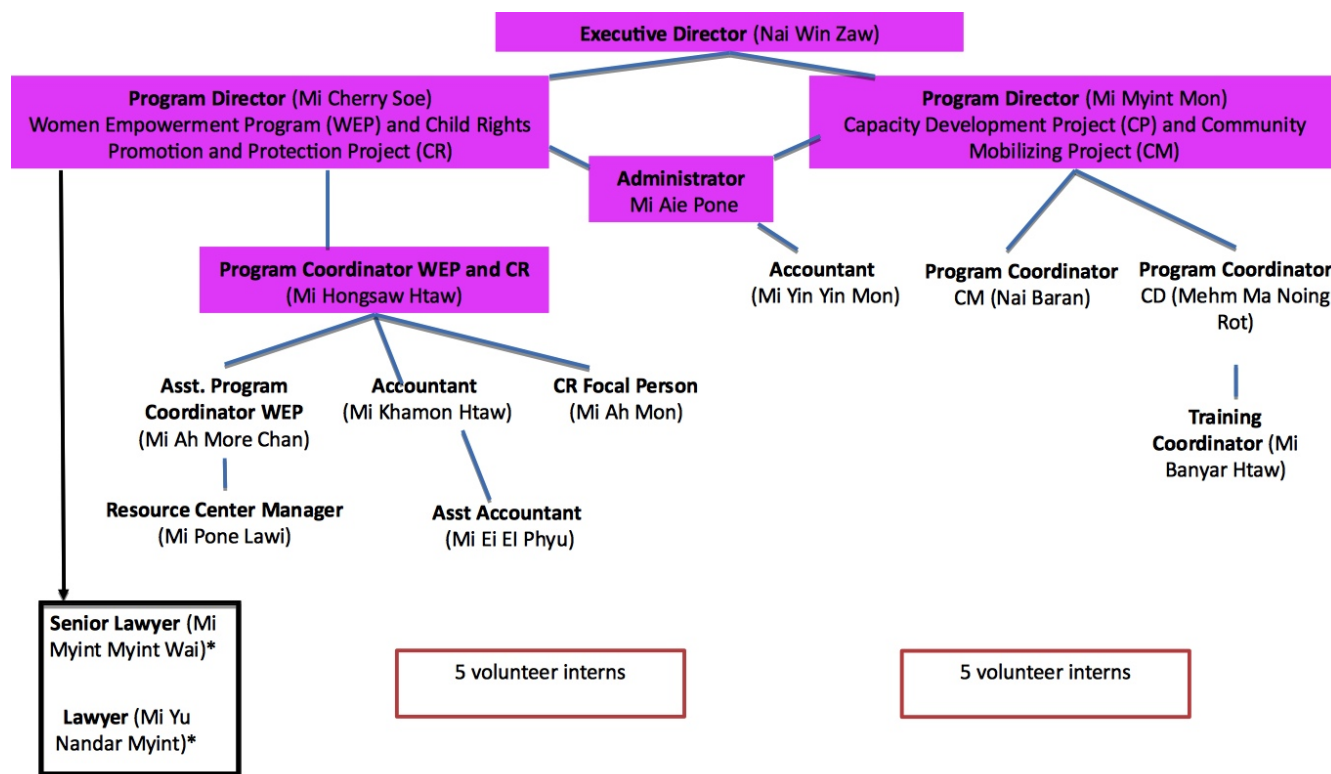 Executive Director (Nai Win Zaw)
Program Director (Mi Cherry Soe)
Women Empowerment Program (WEP) and Child Rights
Promotion and Protection Project (CR)
Program Director (Mi Myint Mon)
Capacity Development Project (CP) and Community
Mobilizing Project (CM)
Administrator
Mi Aie Pone
Program Coordinator WEP and CR
(Mi Hongsaw Htaw)
Accountant
(Mi Yin Yin Mon)
Program Coordinator
CM (Nai Baran)
Program Coordinator
CD (Mehm Ma Noing
Rot)
Asst. Program
Coordinator WEP
(Mi Ah More Chan)
Accountant
(Mi Khamon Htaw)
CR Focal Person
(Mi Ah Mon)
Training
Coordinator (Mi
Banyar Htaw)
Resource Center Manager
(Mi Pone Lawi)
Asst Accountant
(Mi Ei EI Phyu)
Senior Lawyer (Mi
Myint Myint Wai)*
Lawyer (Mi Yu
Nandar Myint)*
5 volunteer interns
5 volunteer interns